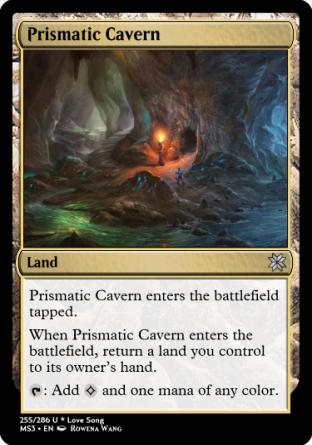 Prismatic Cavern
Land
Prismatic Cavern enters the battlefield
tapped.
When Prismatic Cavern enters the
battlefield, return a land you control
to its owner's hand.
: Add and one mana of any color.
255/286 U * Love Song
MS3 • EN Rowena Wang